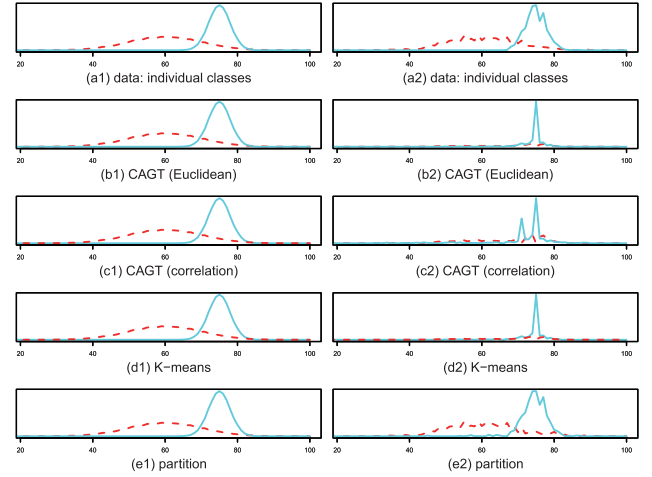 20 40 60 80 100 20 40 60 80 100
(a1) data: individual classes (a2) data: individual classes
20 40 60 80 100 20 40 60 80 100
(b1) CAGT (Euclidean) (b2) CAGT (Euclidean)
20 40 60 80 100 20 40 60 80 100
(c1) CAGT (correlation) (c2) CAGT (correlation)
20 40 60 80 100 20 40 60 80 100
(d1) K−means (d2) K−means
20 40 60 80 100 20 40 60 80 100
(e1) partition (e2) partition